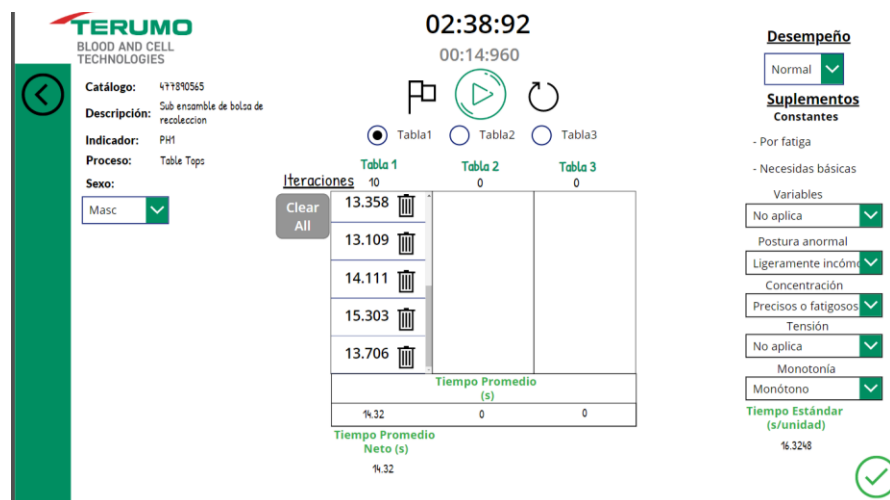 TERUMO
BLOOD AND CELL
TECHNOLOGIES
Catálogo: 477890565
Descripción: Sub ensamble de bolsa de
recoleccion
Indicador: PH1
Proceso: Table Tops
Sexo:
Masc
02:38:92
00:14:960
Tabla1 Tabla2 Tabla3
Tabla 1 Tabla 2 Tabla 3
Iteraciones 10 0 0
Clear
All
13.358
13.109
14.111
15.303
13.706
Tiempo Promedio
(s)
14.32 0 0
Tiempo Promedio
Neto (s)
14.32
Desempeño
Normal
Suplementos
Constantes
- Por fatiga
- Necesidas básicas
Variables
No aplica
Postura anormal
Ligeramente incómo
Concentración
Precisos o fatigosos
Tensión
No aplica
Monotonía
Monótono
Tiempo Estándar
(s/unidad)
16.3248